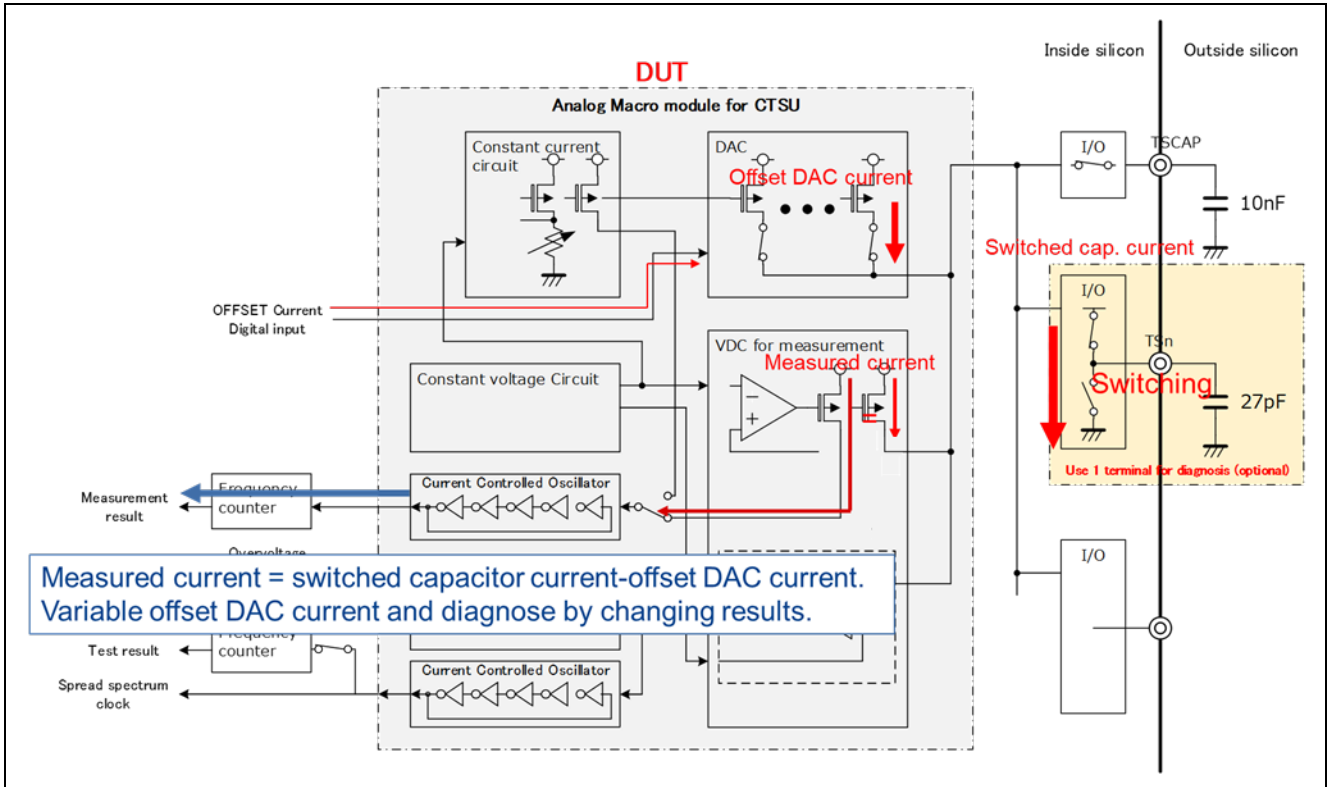 Inside silicon
Outside silicon
DUT
Analog Macro module for CTSU
Constant current
circuit
DAC
Offset DAC current
I/O
TSCAP
10nF
Switched cap. current
OFFSET Current
Digital input
I/O
TSn
Switching
27pF
Use 1 terminal for diagnosis (optional)
VDC for measurement
Measured current
Constant voltage Circuit
Current Controlled Oscillator
Measurement
result
Frequency
counter
Overvoltage
I/O
Measured current = switched capacitor current-offset DAC current.
Variable offset DAC current and diagnose by changing results.
Test result
Frequency
counter
Current Controlled Oscillator
Spread spectrum
clock